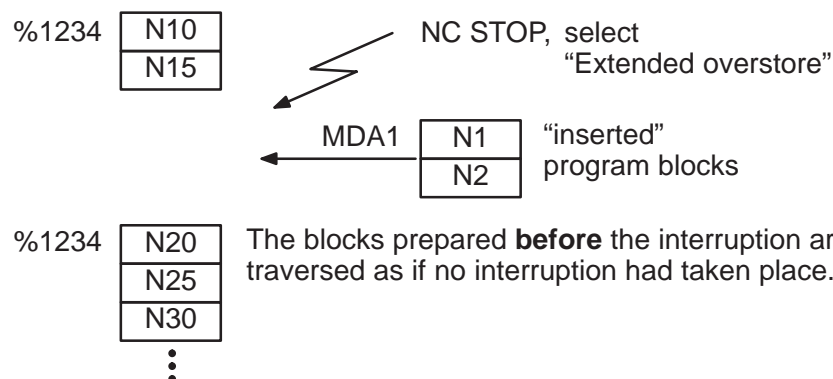 %1234 N10 NC STOP, select
N15 “Extended overstore”
MDA1 N1 “inserted”
N2 program blocks
%1234 N20 The blocks prepared before the interruption
N25 traversed as if no interruption had taken place.
N30